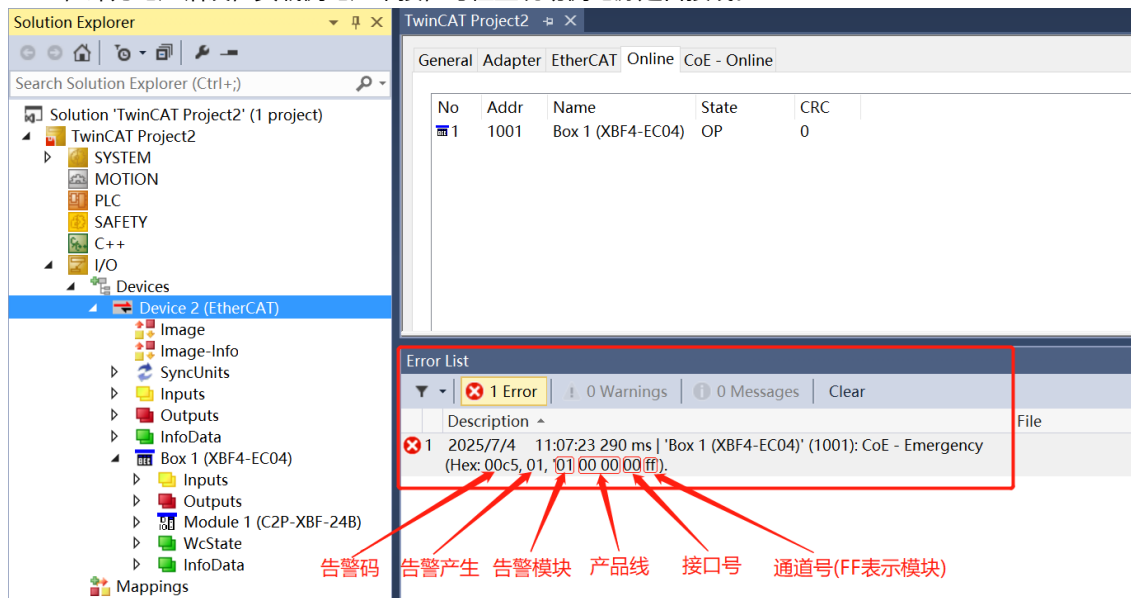 Solution Explorer
TwinCAT Project2
Search Solution Explorer (Ctrl+;)
Solution 'TwinCAT Project2' (1 project)
TwinCAT Project2
SYSTEM
MOTION
PLC
SAFETY
C++
I/O
Devices
Device 2 (EtherCAT)
Image
Image-Info
SyncUnits
Inputs
Outputs
InfoData
Box 1 (XBF4-EC04)
Inputs
Outputs
Module 1 (C2P-XBF-24B)
WcState
InfoData
Mappings
General Adapter EtherCAT Online CoE - Online
No Addr Name State CRC
1 1001 Box 1 (XBF4-EC04) OP 0
Error List
1 Error 0 Warnings 0 Messages Clear
Description File
1 2025/7/4 11:07:23 290 ms | 'Box 1 (XBF4-EC04)' (1001): CoE - Emergency
(Hex: 00c5, 01, '01 00 00 00 ff').
告警码 告警产生 告警模块 产品线 接口号 通道号(FF表示模块)